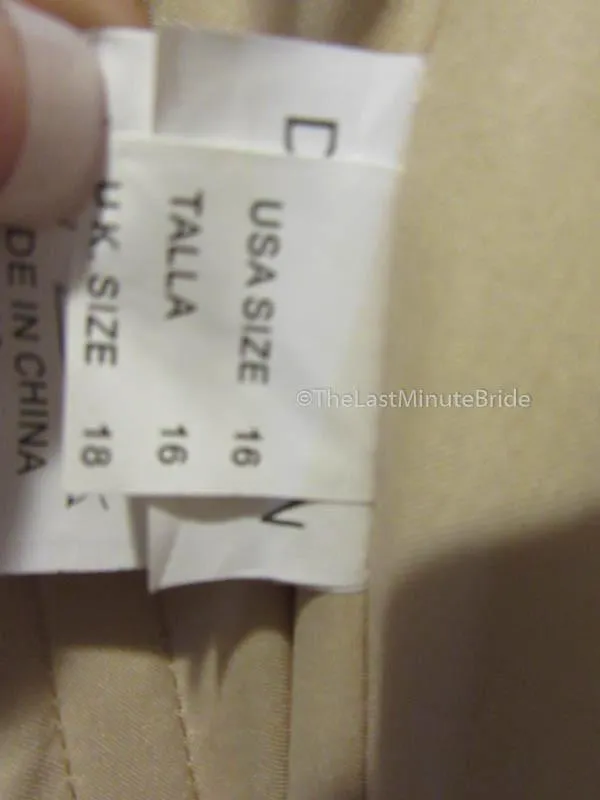 USA SIZE 16
TALLA 16
U.K. SIZE 18
DE IN CHINA
D
©TheLastMinuteBride